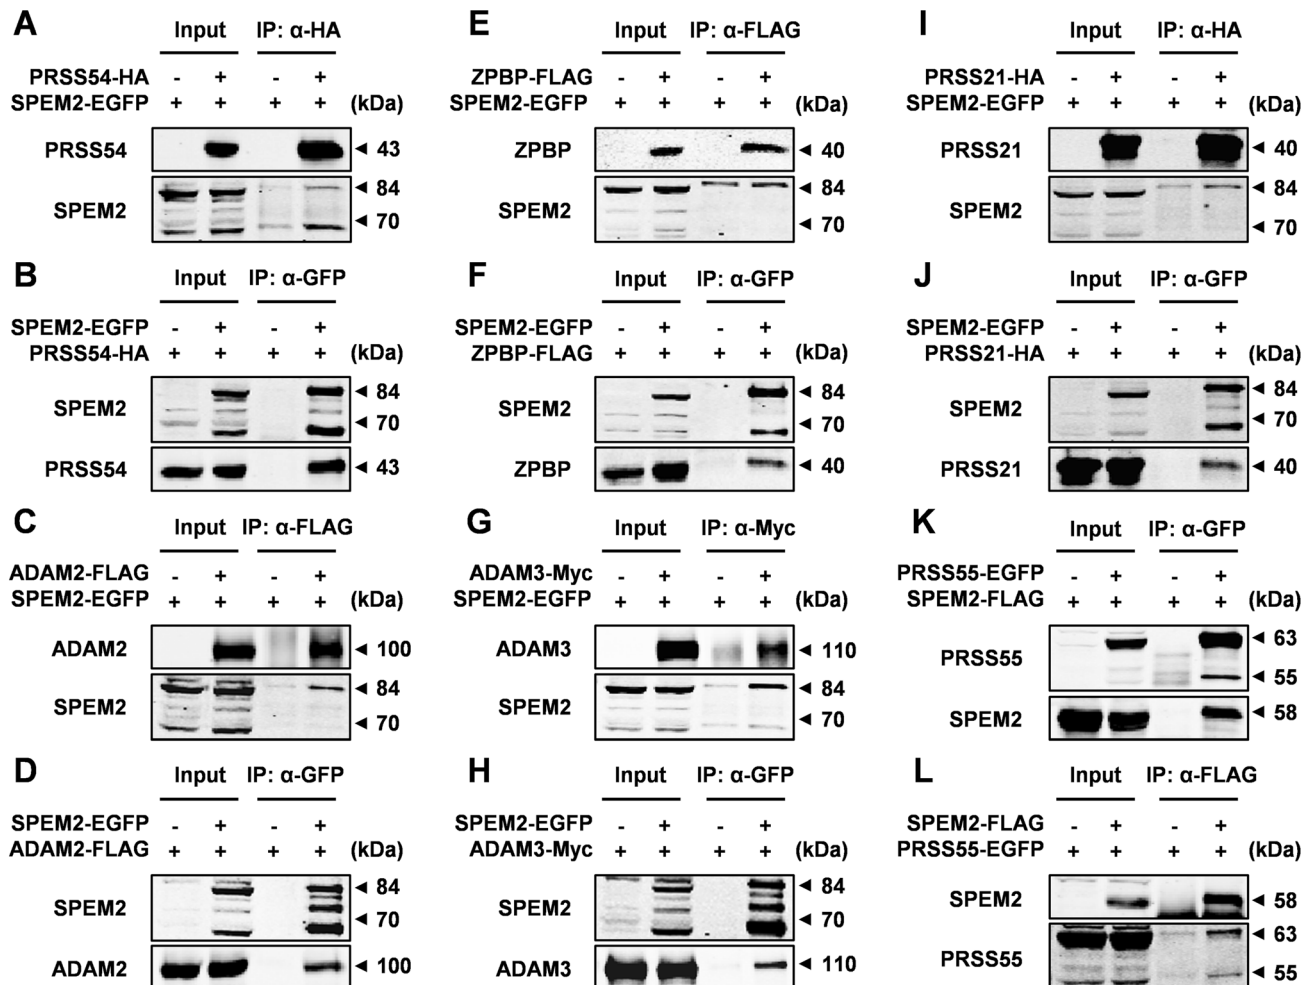 A
Input IP: α-HA
PRSS54-HA - + - +
SPEM2-EGFP + + + + (kDa)
PRSS54 ◄ 43
SPEM2 ◄ 84
◄ 70
B
Input IP: α-GFP
SPEM2-EGFP - + - +
PRSS54-HA + + + + (kDa)
SPEM2 ◄ 84
◄ 70
PRSS54 ◄ 43
C
Input IP: α-FLAG
ADAM2-FLAG - + - +
SPEM2-EGFP + + + + (kDa)
ADAM2 ◄ 100
SPEM2 ◄ 84
◄ 70
D
Input IP: α-GFP
SPEM2-EGFP - + - +
ADAM2-FLAG + + + + (kDa)
SPEM2 ◄ 84
◄ 70
ADAM2 ◄ 100
E
Input IP: α-FLAG
ZPBP-FLAG - + - +
SPEM2-EGFP + + + + (kDa)
ZPBP ◄ 40
SPEM2 ◄ 84
◄ 70
F
Input IP: α-GFP
SPEM2-EGFP - + - +
ZPBP-FLAG + + + + (kDa)
SPEM2 ◄ 84
◄ 70
ZPBP ◄ 40
G
Input IP: α-Myc
ADAM3-Myc - + - +
SPEM2-EGFP + + + + (kDa)
ADAM3 ◄ 110
SPEM2 ◄ 84
◄ 70
H
Input IP: α-GFP
SPEM2-EGFP - + - +
ADAM3-Myc + + + + (kDa)
SPEM2 ◄ 84
◄ 70
ADAM3 ◄ 110
I
Input IP: α-HA
PRSS21-HA - + - +
SPEM2-EGFP + + + + (kDa)
PRSS21 ◄ 40
SPEM2 ◄ 84
◄ 70
J
Input IP: α-GFP
SPEM2-EGFP - + - +
PRSS21-HA + + + + (kDa)
SPEM2 ◄ 84
◄ 70
PRSS21 ◄ 40
K
Input IP: α-GFP
PRSS55-EGFP - + - +
SPEM2-FLAG + + + + (kDa)
PRSS55 ◄ 63
◄ 55
SPEM2 ◄ 58
L
Input IP: α-FLAG
SPEM2-FLAG - + - +
PRSS55-EGFP + + + + (kDa)
SPEM2 ◄ 58
PRSS55 ◄ 63
◄ 55